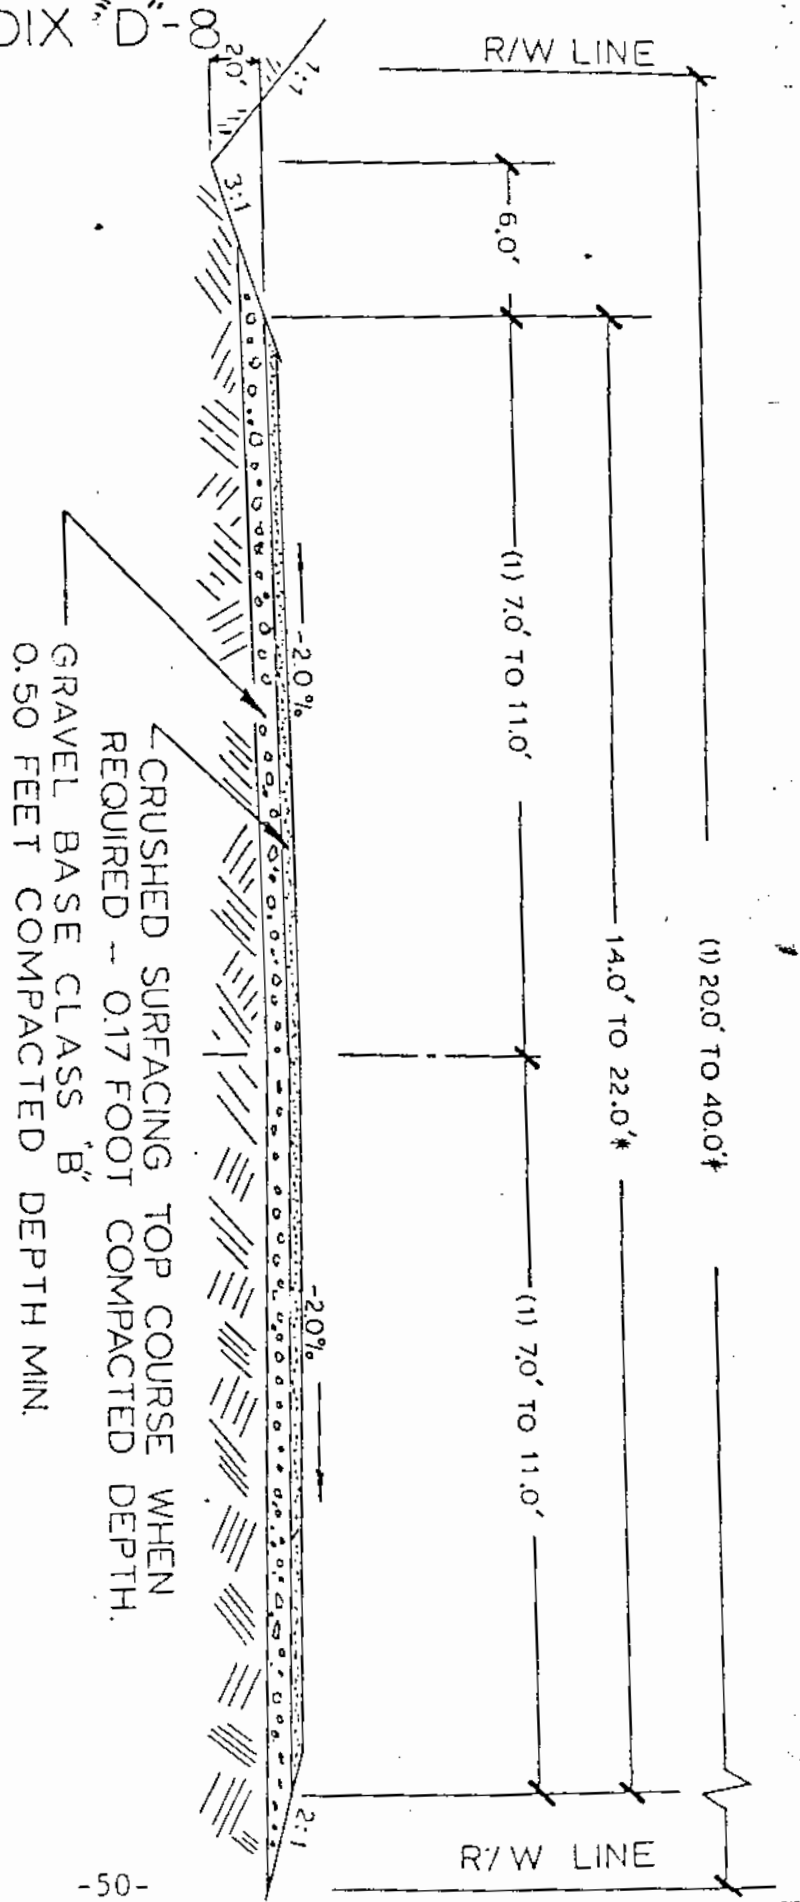 DIX "D"-8
R/W LINE
2.0'
1:1
3:1
6.0'
(1) 7.0' TO 11.0'
14.0' TO 22.0'*
(1) 20.0' TO 40.0'‡
-2.0%
-2.0%
(1) 7.0' TO 11.0'
2:1
R/W LINE
CRUSHED SURFACING TOP COURSE WHEN
REQUIRED - 0.17 FOOT COMPACTED DEPTH.
GRAVEL BASE CLASS "B"
0.50 FEET COMPACTED DEPTH MIN.
-50-